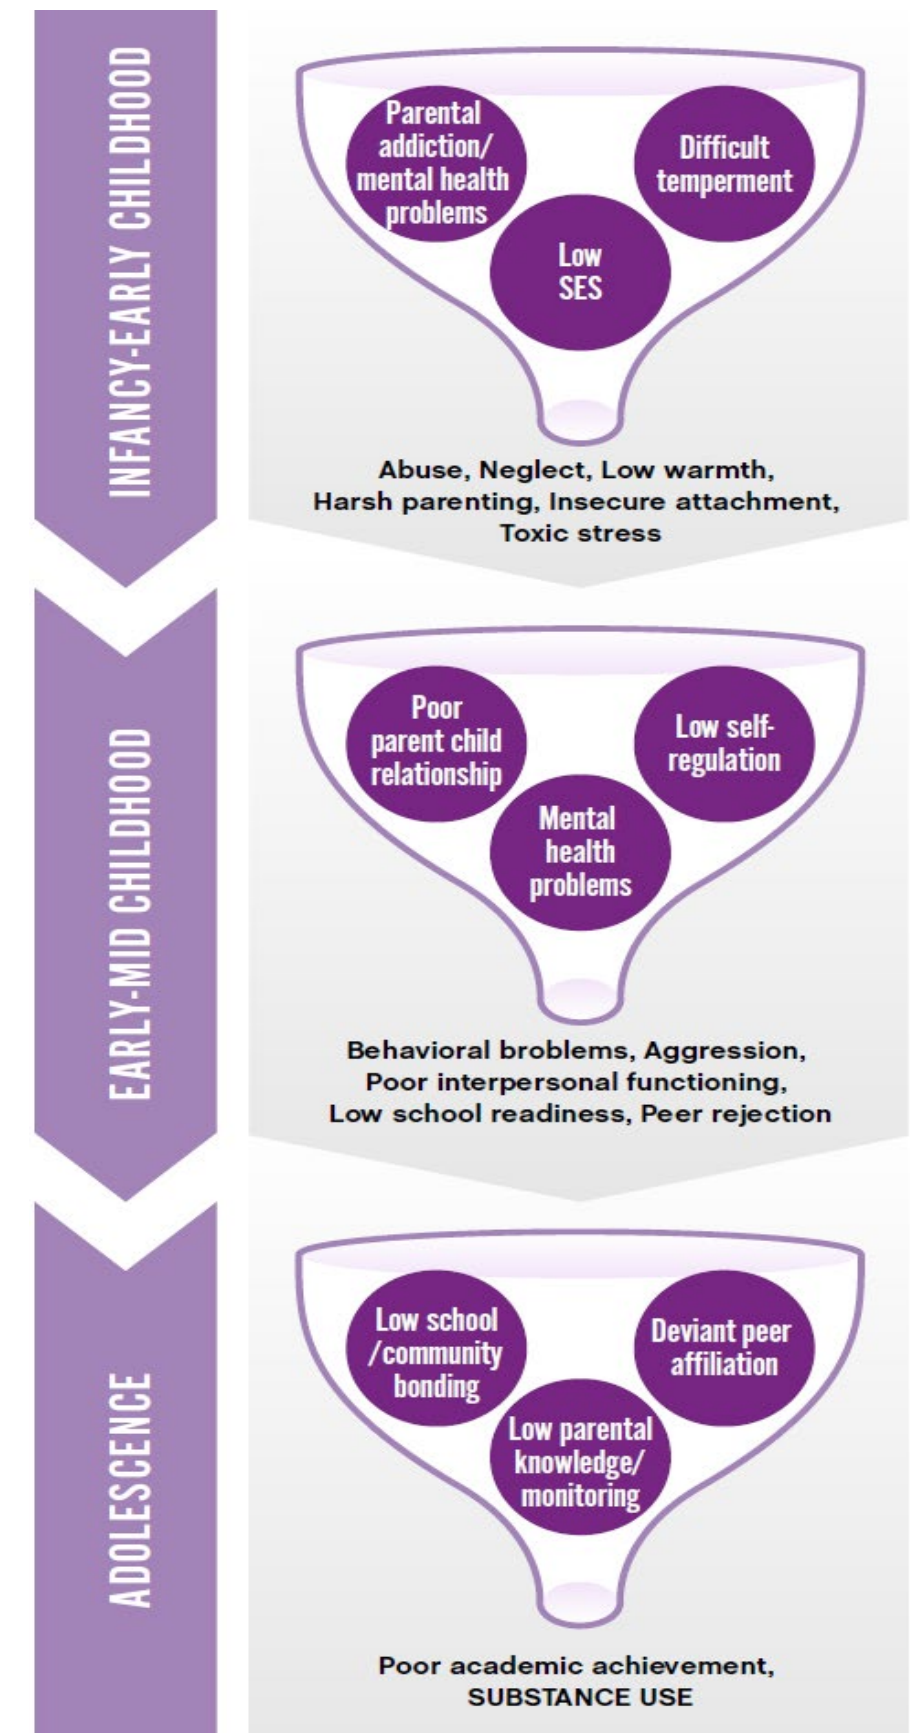 INFANCY-EARLY CHILDHOOD
Parental
addiction/
mental health
problems
Difficult
temperment
Low
SES
Abuse, Neglect, Low warmth,
Harsh parenting, Insecure attachment,
Toxic stress
EARLY-MID CHILDHOOD
Poor
parent child
relationship
Low self-
regulation
Mental
health
problems
Behavioral broblems, Aggression,
Poor interpersonal functioning,
Low school readiness, Peer rejection
ADOLESCENCE
Low school
/community
bonding
Deviant peer
affiliation
Low parental
knowledge/
monitoring
Poor academic achievement,
SUBSTANCE USE